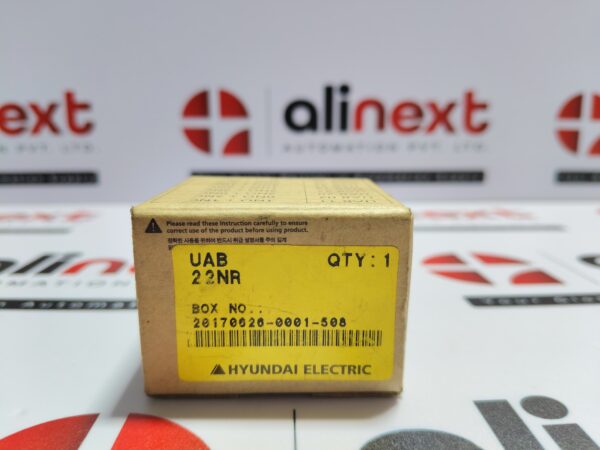 alinext
AUTOMATION PVT. LTD.
Please read these instruction carefully to ensure
correct use of the product before using product.
UAB QTY:1
22NR
BOX NO..
20170626-0001-508
HYUNDAI ELECTRIC